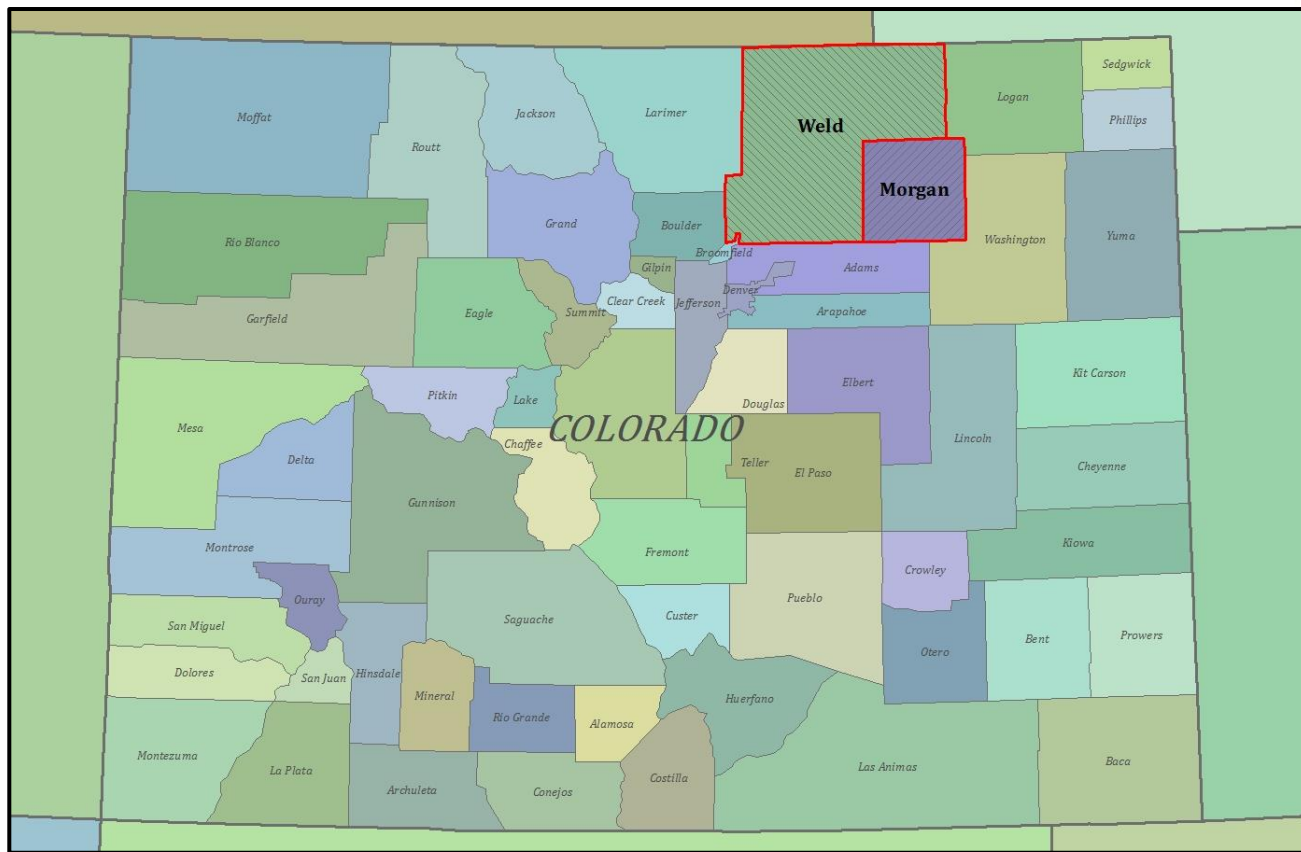 Sedgwick
Logan
Moffat
Jackson
Larimer
Phillips
Weld
Routt
Morgan
Grand
Boulder
Yuma
Rio Blanco
Washington
Broomfield
Gilpin
Adams
Denver
Clear Creek
Jefferson
Eagle
Summit
Arapahoe
Garfield
Kit Carson
Elbert
Pitkin
Lake
Douglas
Mesa
COLORADO
Lincoln
Chaffee
Delta
Teller
Cheyenne
El Paso
Gunnison
Kiowa
Montrose
Fremont
Crowley
Ouray
Pueblo
Custer
Saguache
San Miguel
Bent
Prowers
Otero
Dolores
Hinsdale
San Juan
Mineral
Huerfano
Rio Grande
Alamosa
Montezuma
Baca
Las Animas
La Plata
Costilla
Archuleta
Conejos